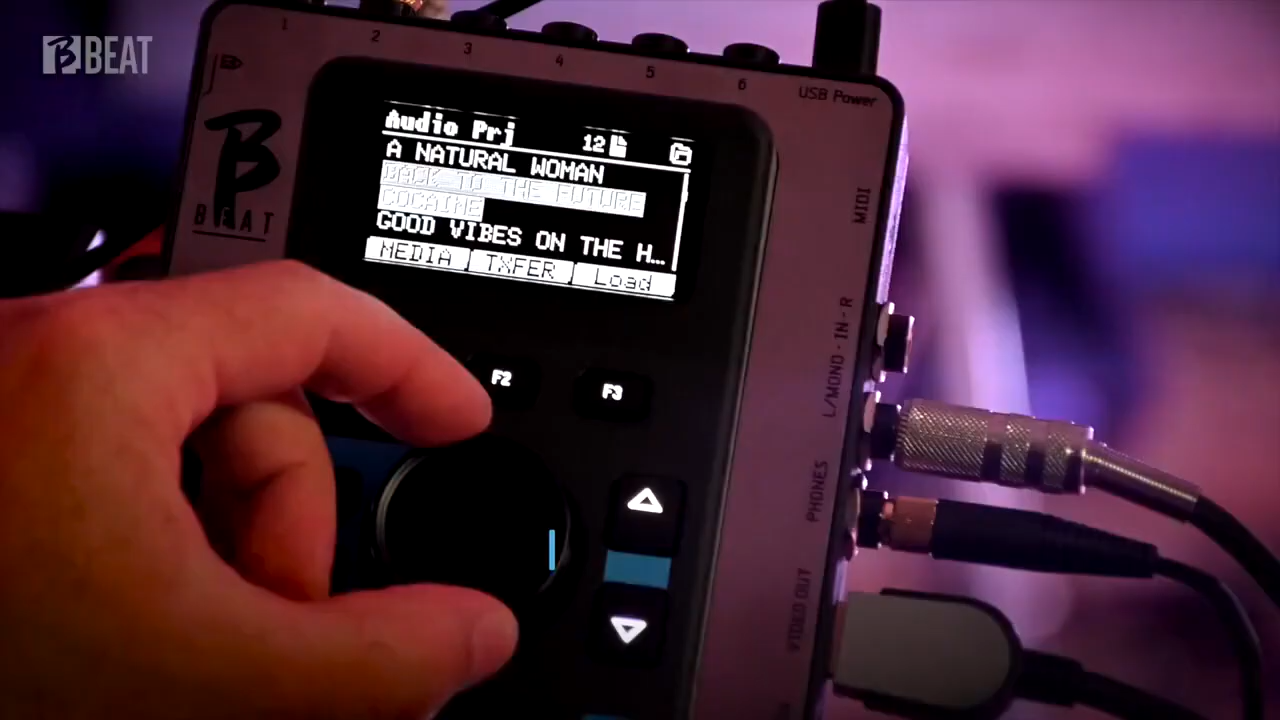 B BEAT
1 2 3 4 5 6
USB Power
B
BEAT
Audio Prj 12
A NATURAL WOMAN
BACK TO THE FUTURE
COCAINE
GOOD VIBES ON THE H...
MEDIA TXFER Load
MIDI
L/MONO - IN - R
F2 F3
PHONES
VIDEO OUT